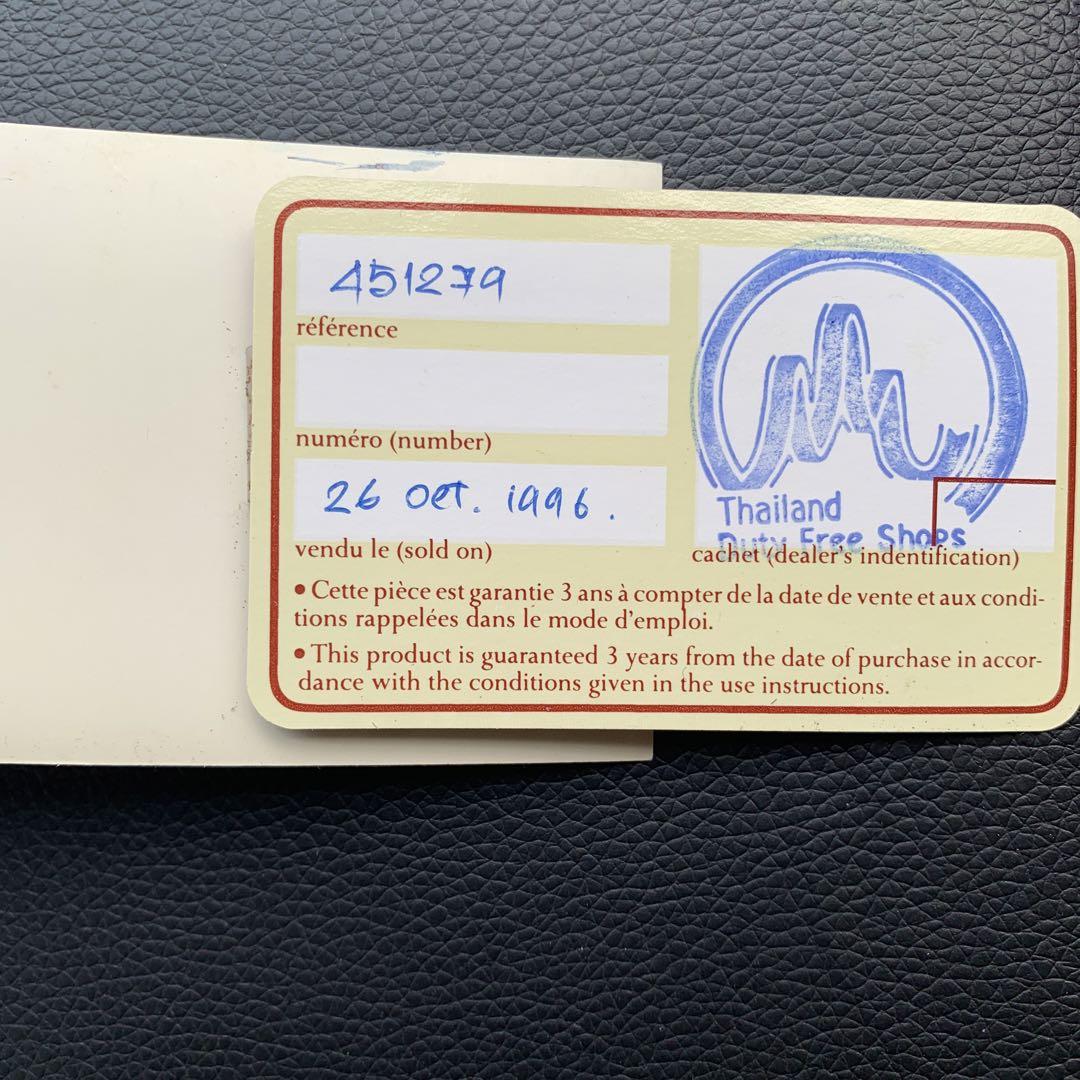 451279
référence
numéro (number)
26 OCT. 1996.
vendu le (sold on)
Thailand
Duty Free Shops
cachet (dealer's indentification)
• Cette pièce est garantie 3 ans à compter de la date de vente et aux condi-
tions rappelées dans le mode d'emploi.
• This product is guaranteed 3 years from the date of purchase in accor-
dance with the conditions given in the use instructions.